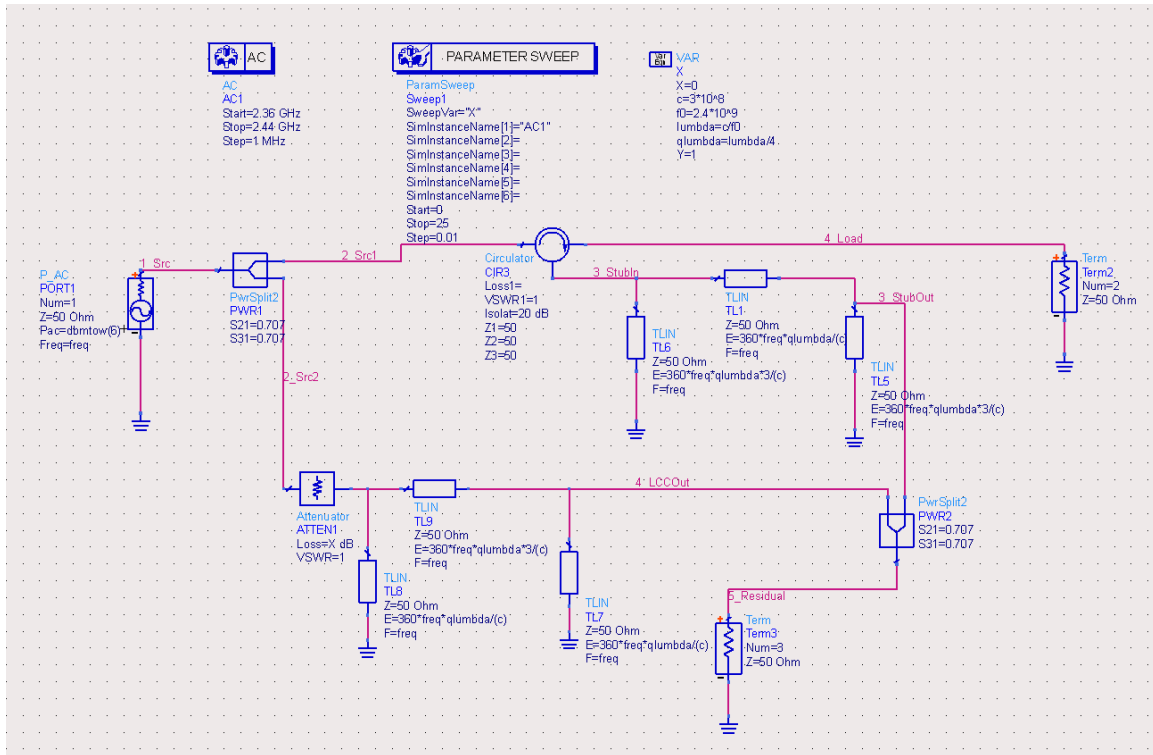 AC
AC
AC1
Start=2.36 GHz
Stop=2.44 GHz
Step=1 MHz
PARAMETER SWEEP
ParamSweep
Sweep1
SweepVar="X"
SimInstanceName[1]="AC1"
SimInstanceName[2]=
SimInstanceName[3]=
SimInstanceName[4]=
SimInstanceName[5]=
SimInstanceName[6]=
Start=0
Stop=25
Step=0.01
Var
Eqn
VAR
X
X=0
c=3*10^8
f0=2.4*10^9
lumbda=c/f0
qlumbda=lumbda/4
Y=1
1_Src
P_AC
PORT1
Num=1
Z=50 Ohm
Pac=dbmtow(6)
Freq=freq
PwrSplit2
PWR1
S21=0.707
S31=0.707
2_Src1
2_Src2
Circulator
CIR3
Loss1=
VSWR1=1
Isolat=20 dB
Z1=50
Z2=50
Z3=50
4_Load
Term
Term2
Num=2
Z=50 Ohm
3_StubIn
TLIN
TL1
Z=50 Ohm
E=360*freq*qlumbda/(c)
F=freq
3_StubOut
TLIN
TL6
Z=50 Ohm
E=360*freq*qlumbda*3/(c)
F=freq
TLIN
TL5
Z=50 Ohm
E=360*freq*qlumbda*3/(c)
F=freq
Attenuator
ATTEN1
Loss=X dB
VSWR=1
TLIN
TL9
Z=50 Ohm
E=360*freq*qlumbda*3/(c)
F=freq
4_LCCOut
TLIN
TL8
Z=50 Ohm
E=360*freq*qlumbda/(c)
F=freq
TLIN
TL7
Z=50 Ohm
E=360*freq*qlumbda/(c)
F=freq
PwrSplit2
PWR2
S21=0.707
S31=0.707
5_Residual
Term
Term3
Num=3
Z=50 Ohm